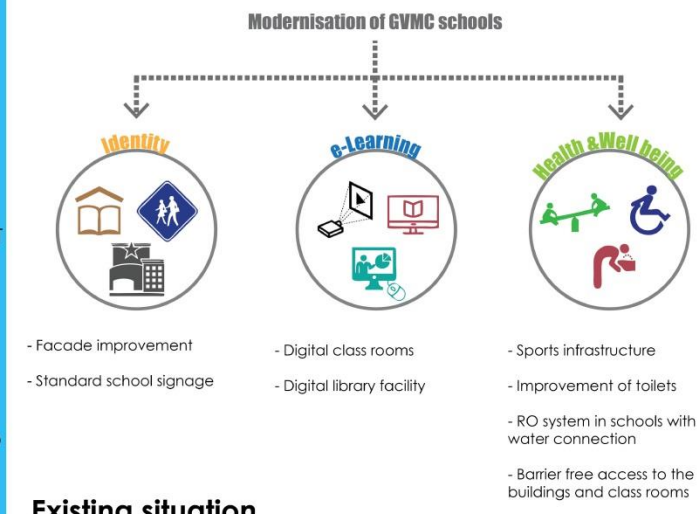 Modernisation of GVMC schools
Identity
e-Learning
Health &Well being
- Facade improvement
- Standard school signage
- Digital class rooms
- Digital library facility
- Sports infrastructure
- Improvement of toilets
- RO system in schools with
water connection
- Barrier free access to the
buildings and class rooms
Existing situation